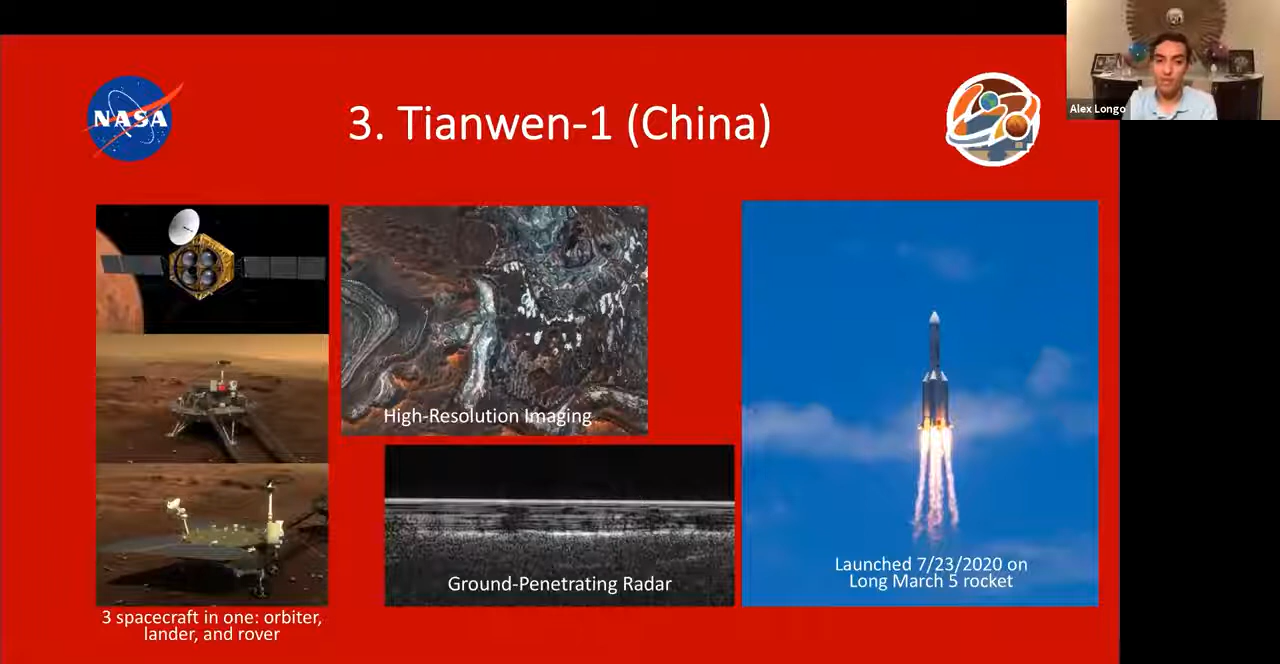 NASA
3. Tianwen-1 (China)
Alex Longo
High-Resolution Imaging
Ground-Penetrating Radar
Launched 7/23/2020 on
Long March 5 rocket
3 spacecraft in one: orbiter,
lander, and rover